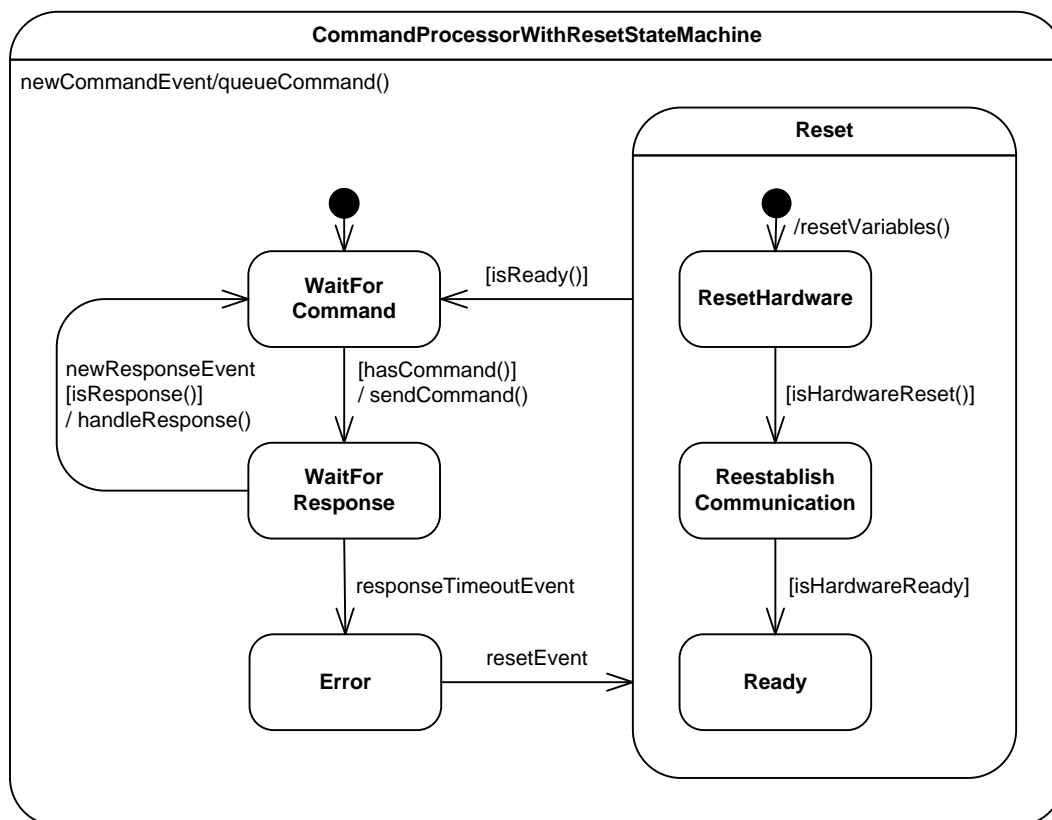 CommandProcessorWithResetStateMachine
newCommandEvent/queueCommand()
Reset
/resetVariables()
WaitFor
Command
[isReady()]
ResetHardware
newResponseEvent
[isResponse()]
/ handleResponse()
[hasCommand()]
/ sendCommand()
[isHardwareReset()]
WaitFor
Response
Reestablish
Communication
responseTimeoutEvent
[isHardwareReady]
Error
resetEvent
Ready